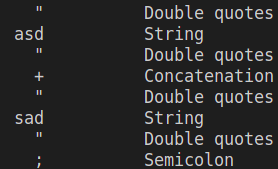 " Double quotes
asd String
" Double quotes
+ Concatenation
" Double quotes
sad String
" Double quotes
; Semicolon